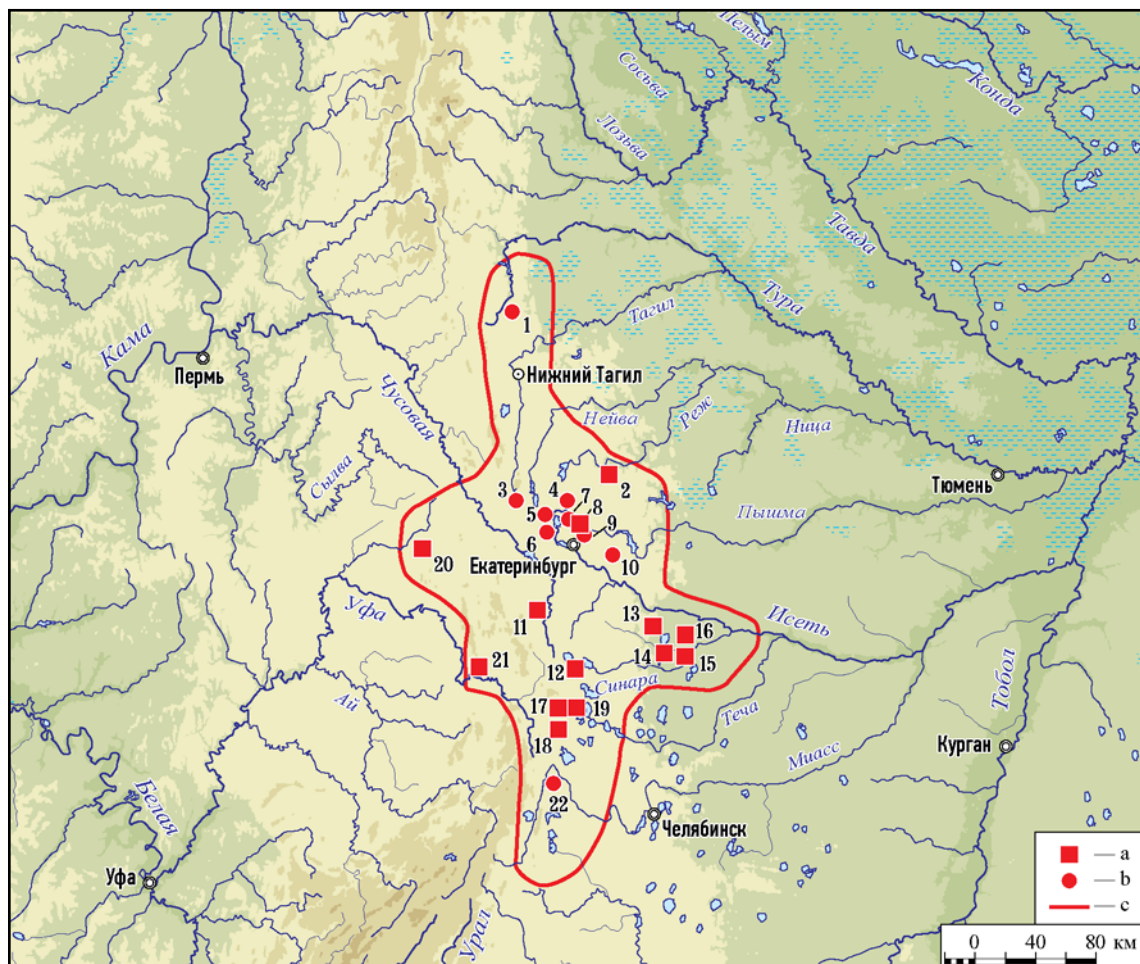 Пелым
Сосьва
Конда
Лозьва
Тавда
Тура
Тагил
Кама
1
Пермь
Нижний Тагил
Чусовая
Нейва
Реж
Ница
Сылва
2
Тюмень
3
4
7
8
5
9
Пышма
6
Екатеринбург
10
20
Уфа
11
13
16
Исеть
14
15
21
12
Синара
Ай
17
19
Теча
Тобол
18
Миасс
Курган
Белая
22
Челябинск
Уфа
Урал
a
b
c
0 40 80 км